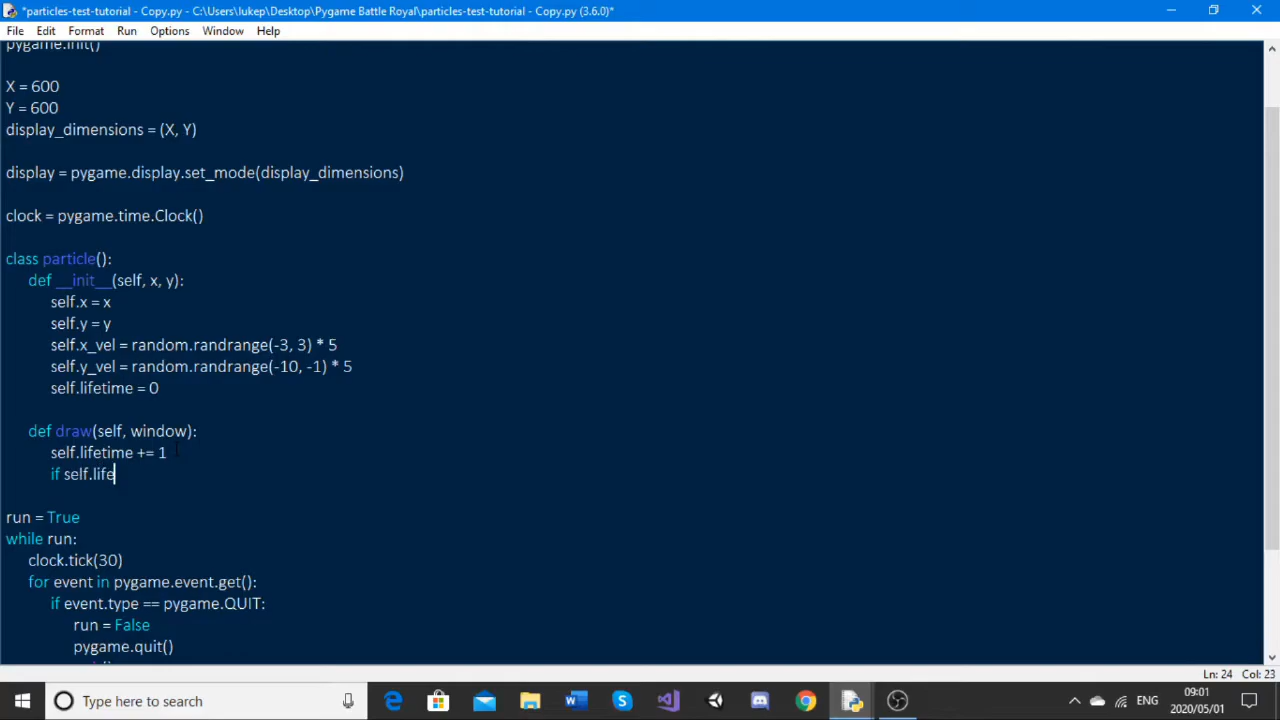 *particles-test-tutorial - Copy.py - C:\Users\lukep\Desktop\Pygame Battle Royal\particles-test-tutorial - Copy.py (3.6.0)*
File Edit Format Run Options Window Help
pygame.init()
X = 600
Y = 600
display_dimensions = (X, Y)
display = pygame.display.set_mode(display_dimensions)
clock = pygame.time.Clock()
class particle():
def __init__(self, x, y):
self.x = x
self.y = y
self.x_vel = random.randrange(-3, 3) * 5
self.y_vel = random.randrange(-10, -1) * 5
self.lifetime = 0
def draw(self, window):
self.lifetime += 1
if self.life
run = True
while run:
clock.tick(30)
for event in pygame.event.get():
if event.type == pygame.QUIT:
run = False
pygame.quit()
Ln: 24 Col: 23
Type here to search
ENG
09:01
2020/05/01